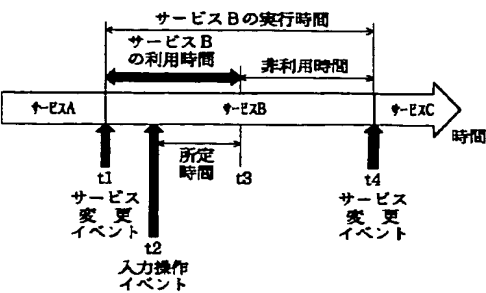 サービスBの実行時間
サービスB
の利用時間
非利用時間
サービスA
サービスB
サービスC
時間
所定
時間
t1
t3
t4
サービス
変更
イベント
サービス
変更
イベント
t2
入力操作
イベント